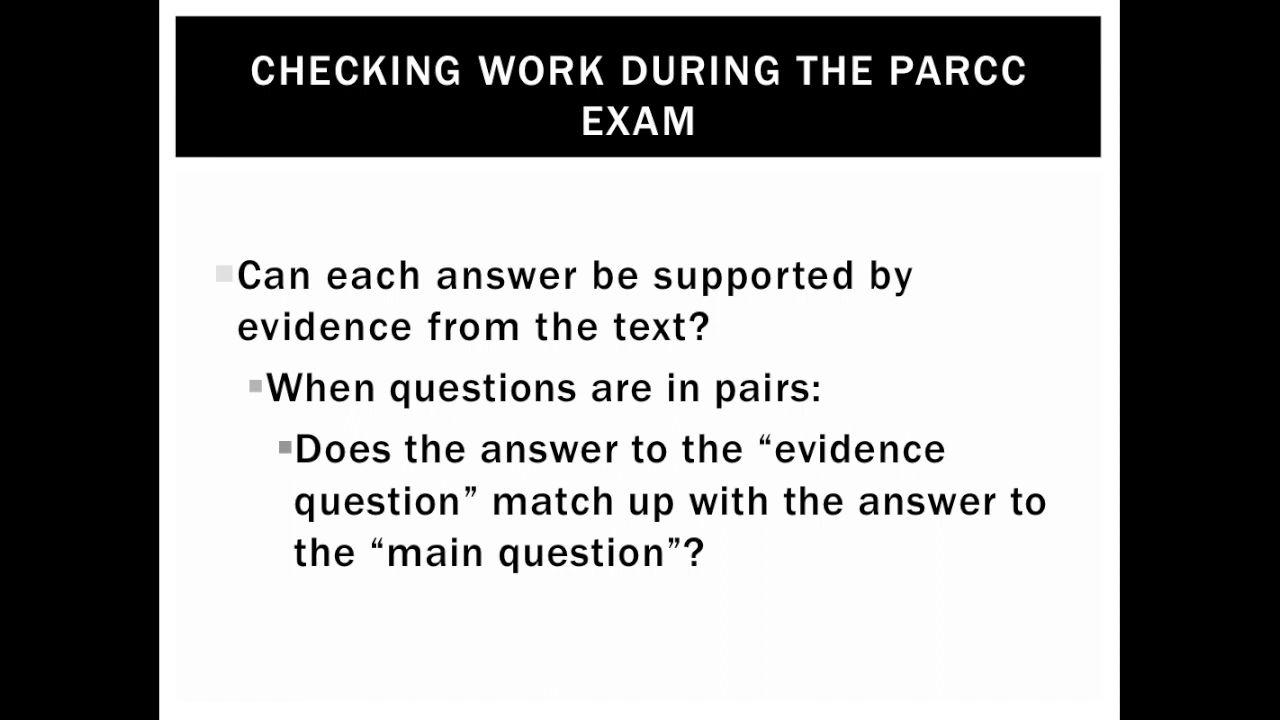 CHECKING WORK DURING THE PARCC
EXAM
Can each answer be supported by
evidence from the text?
When questions are in pairs:
Does the answer to the “evidence
question” match up with the answer to
the “main question”?